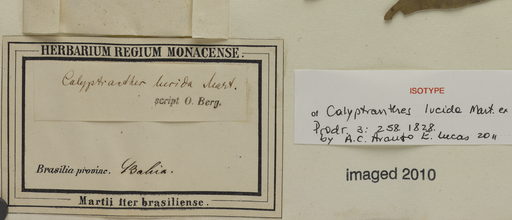 HERBARIUM REGIUM MONACENSE.
Calyptranthes lucida Mart.
script O. Berg.
Brasilia provinc. Bahia.
Martii Iter brasiliense.
ISOTYPE
of Calyptranthes lucida Mart. ex
Prodr. 3: 258 1828.
by A.C. Araujo E. Lucas 2011
imaged 2010